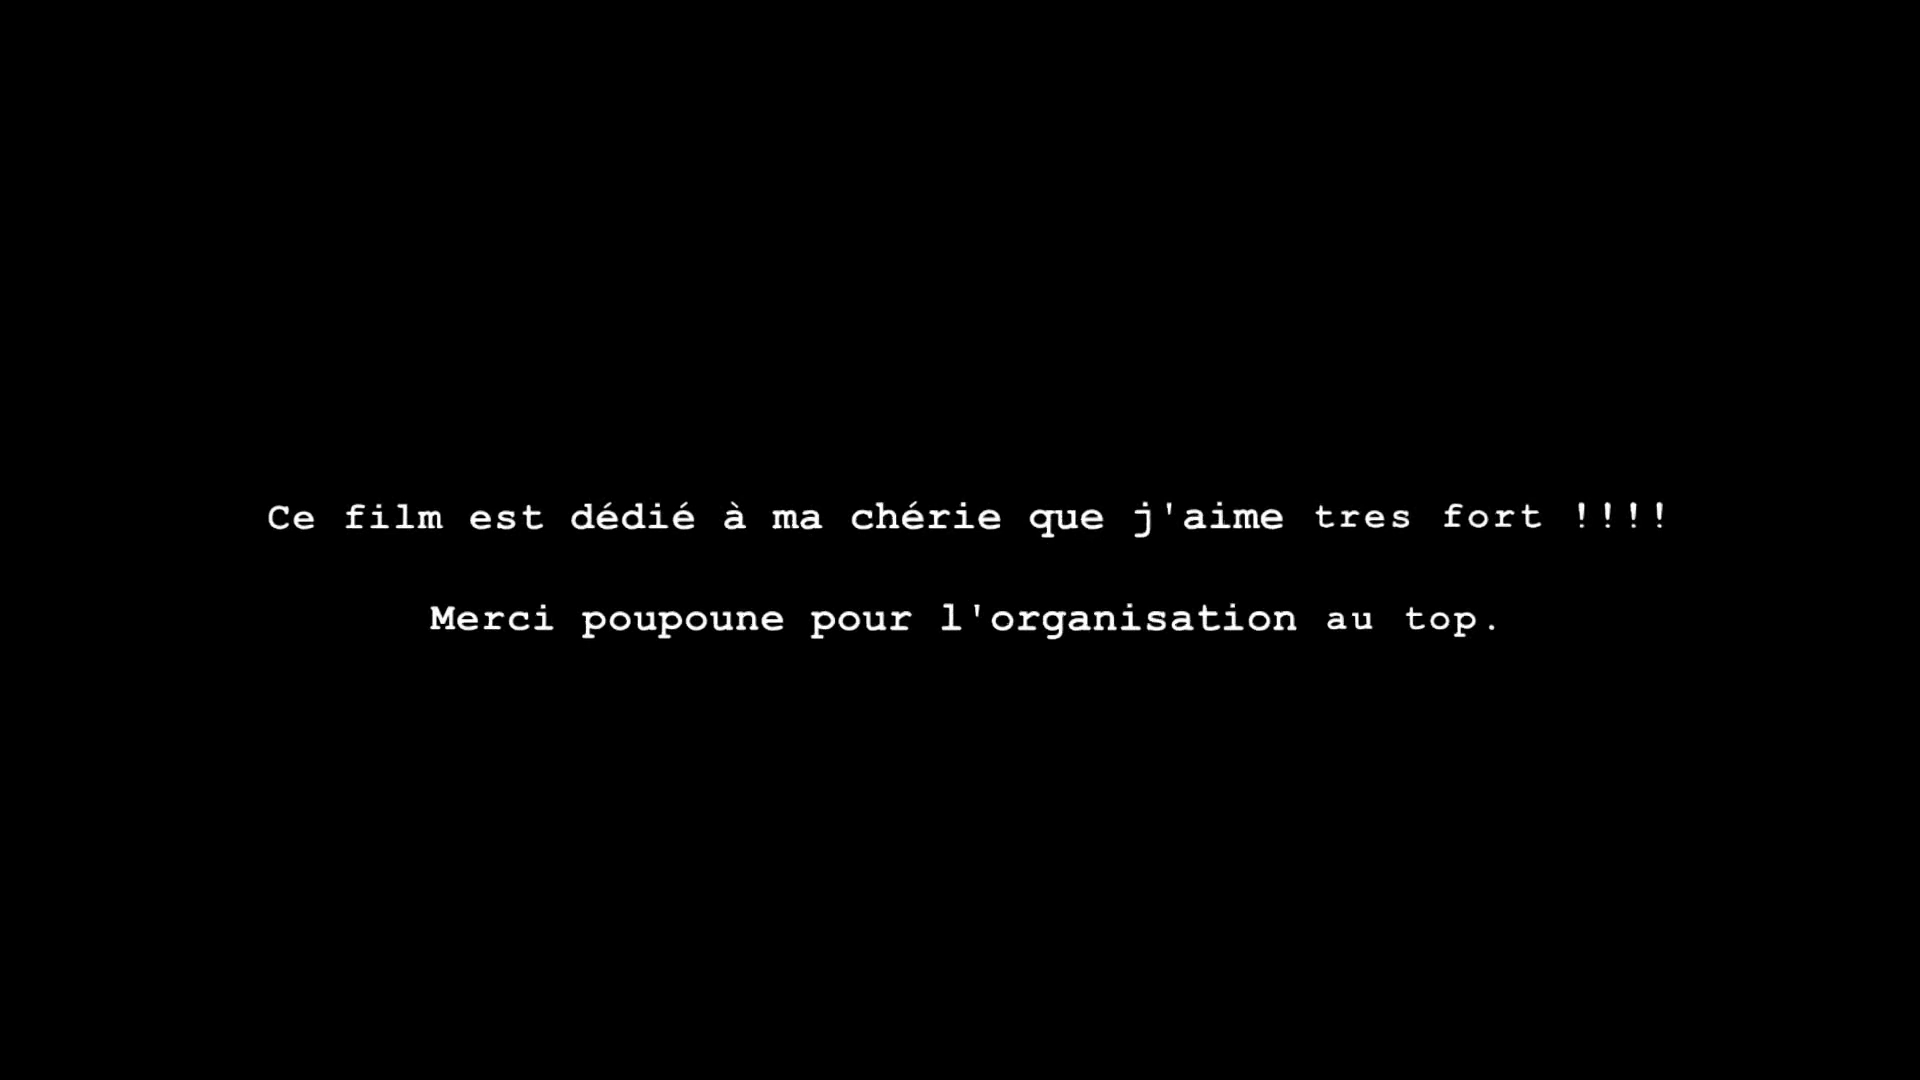 Ce film est dédié à ma chérie que j'aime tres fort !!!!
Merci poupoune pour l'organisation au top.